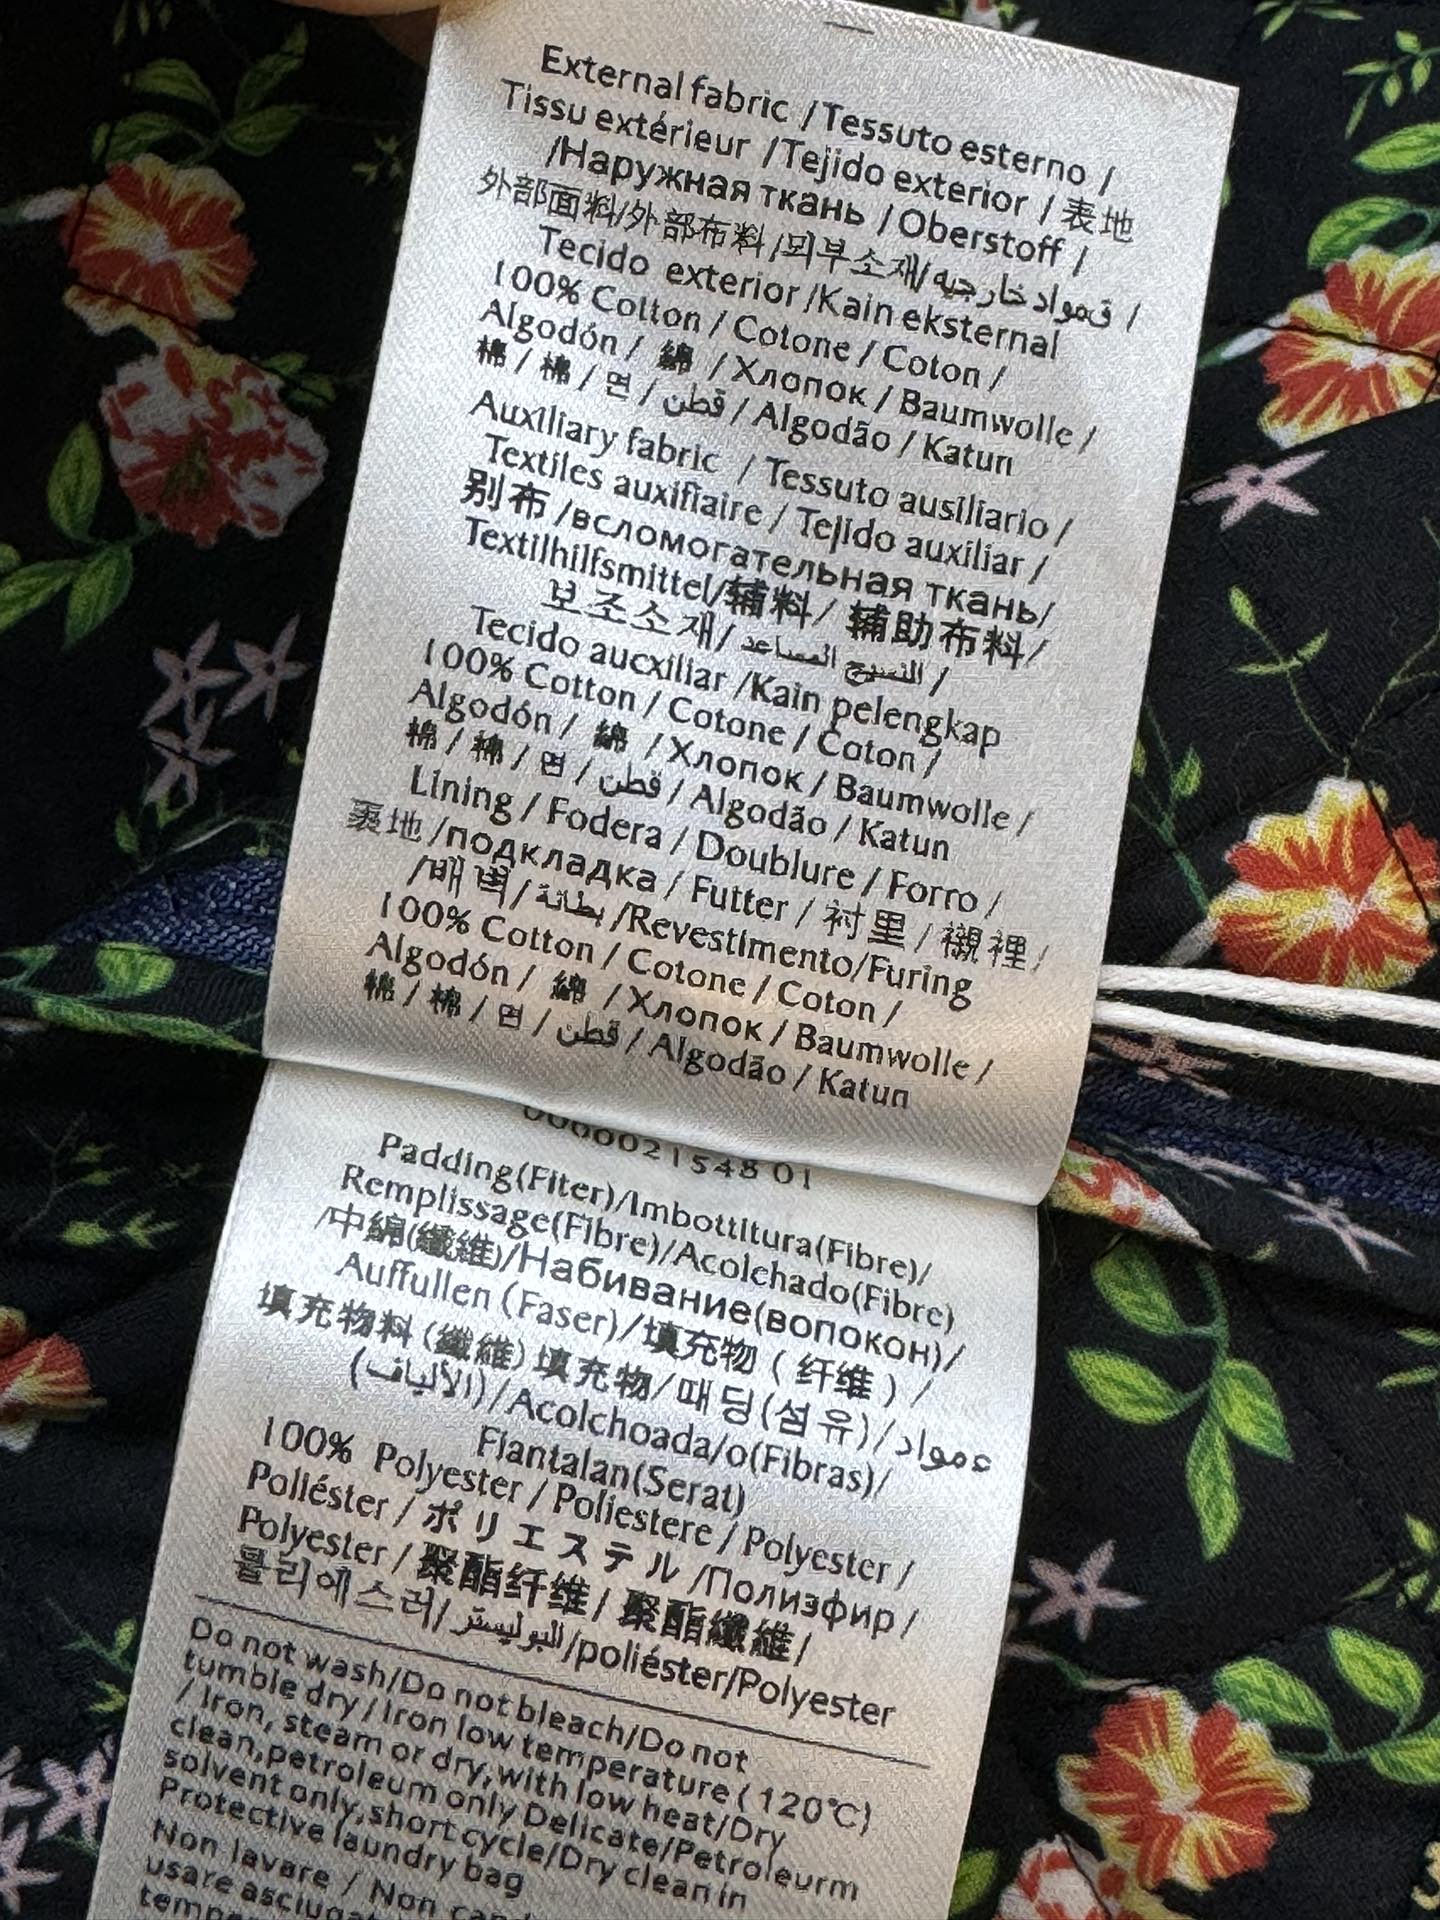 External fabric / Tessuto esterno /
Tissu extérieur / Tejido exterior / 表地
/Наружная ткань / Oberstoff /
外部面料/外部布料/외부소재/قمواد خارجية /
Tecido exterior /Kain eksternal
100% Cotton / Cotone / Coton /
Algodón / 綿 / Хлопок / Baumwolle /
棉 / 棉 / 면 / قطن / Algodão / Katun
Auxiliary fabric / Tessuto ausiliario /
Textiles auxifiaire / Tejido auxiliar /
别布 /вспомогательная ткань/
Textilhilfsmittel/辅料/ 辅助布料/
보조소재/ النسيج المساعد /
Tecido aucxiliar /Kain pelengkap
100% Cotton / Cotone / Coton /
Algodón / 綿 / Хлопок / Baumwolle /
棉 / 棉 / 면 / قطن / Algodão / Katun
Lining / Fodera / Doublure / Forro /
裏地 /подкладка / Futter / 衬里 / 襯裡 /
/배 / بطانة /Revestimento/Furing
100% Cotton / Cotone / Coton /
Algodón / 綿 / Хлопок / Baumwolle /
棉 / 棉 / 면 / قطن / Algodão / Katun
0000021548 01
Padding(Fiter)/Imbottitura(Fibre)/
Remplissage(Fibre)/Acolchado(Fibre)
/中綿(纖維)/Набивание(вопокон)/
Auffullen (Faser)/填充物 ( 纤维 ) /
填充物料 (纖維) 填充物/때딩(섬유)/عمواد
(الألياف)/Acolchoada/o(Fibras)/
Flantalan(Serat)
100% Polyester / Poliestere / Polyester /
Poliéster / ポリエステル /Полиэфир /
Polyester / 聚酯纤维/ 聚酯纖維/
폴리에스러/ البوليستر/poliéster/Polyester
Do not wash/Do not bleach/Do not
tumble dry / Iron low temperature ( 120℃)
/ Iron, steam or dry,with low heat/Dry
clean,petroleum only Delicate/Petroleurm
solvent only,short cycle/Dry clean in
Protective laundry bag
Non lavare / Non
usare